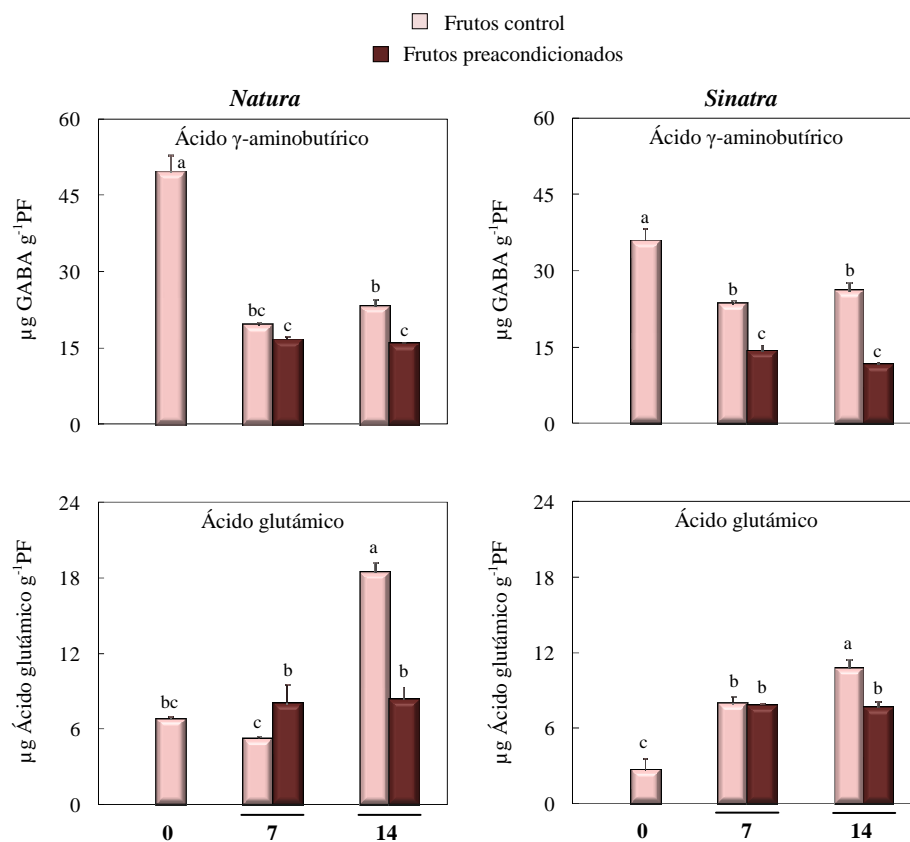 Frutos control
Frutos preacondicionados
Natura
Sinatra
Ácido γ-aminobutírico
60
45
30
15
0
µg GABA g-1PF
a
bc
c
b
c
Ácido γ-aminobutírico
60
45
30
15
0
µg GABA g-1PF
a
b
c
b
c
Ácido glutámico
24
18
12
6
0
µg Ácido glutámico g-1PF
bc
c
b
a
b
0
7
14
Ácido glutámico
24
18
12
6
0
µg Ácido glutámico g-1PF
c
b
b
a
b
0
7
14